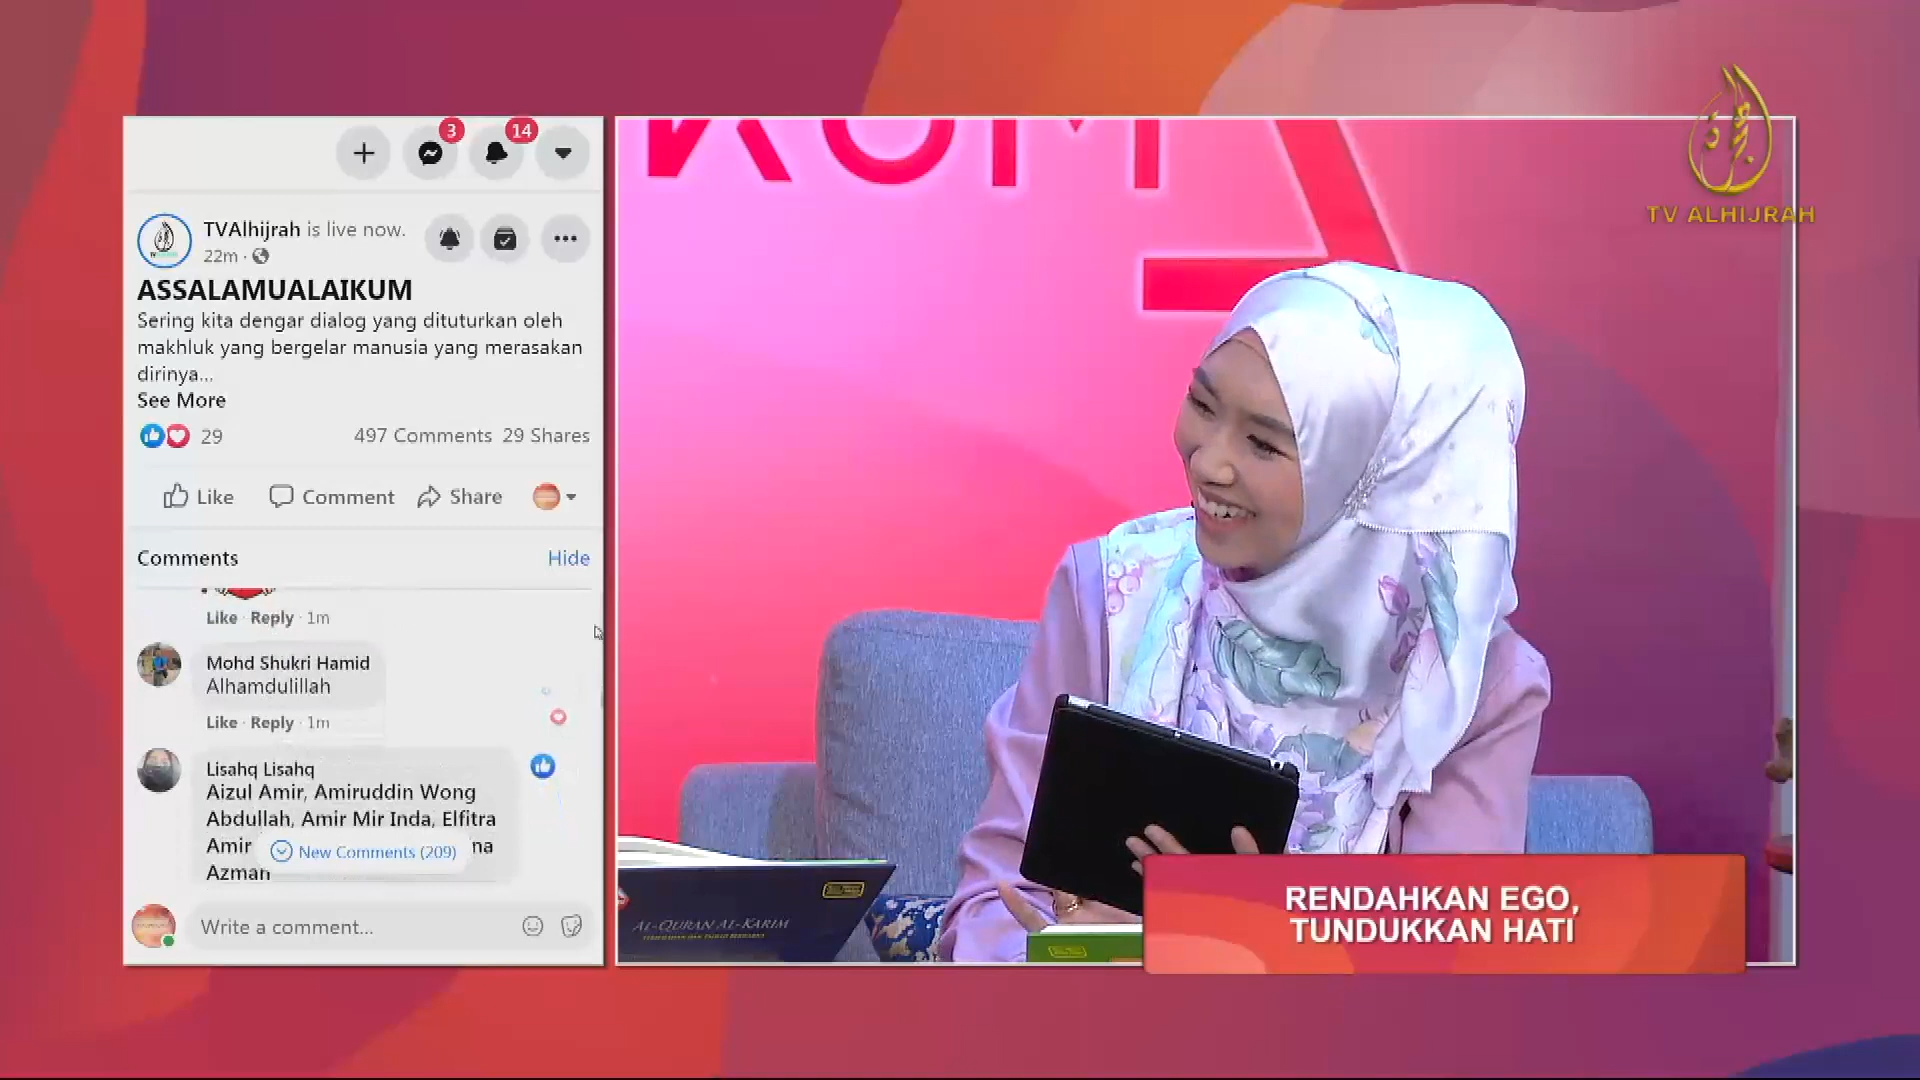 3
14
TVAlhijrah is live now.
22m ·
ASSALAMUALAIKUM
Sering kita dengar dialog yang dituturkan oleh
makhluk yang bergelar manusia yang merasakan
dirinya...
See More
29
497 Comments 29 Shares
Like
Comment
Share
Comments
Hide
Like · Reply · 1m
Mohd Shukri Hamid
Alhamdulillah
Like · Reply · 1m
Lisahq Lisahq
Aizul Amir, Amiruddin Wong
Abdullah, Amir Mir Inda, Elfitra
Amir
na
New Comments (209)
Azman
Write a comment...
هجرة
TV ALHIJRAH
KUM
A
AL-QURAN AL-KARIM
RENDAHKAN EGO,
TUNDUKKAN HATI